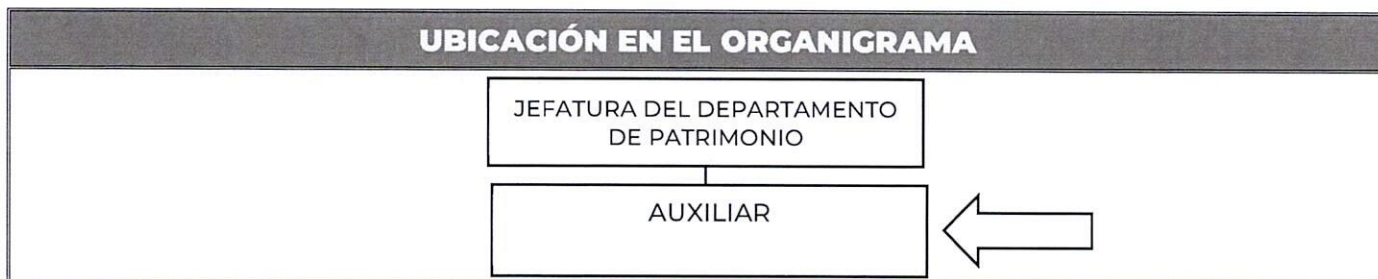 UBICACIÓN EN EL ORGANIGRAMA
JEFATURA DEL DEPARTAMENTO
DE PATRIMONIO
AUXILIAR